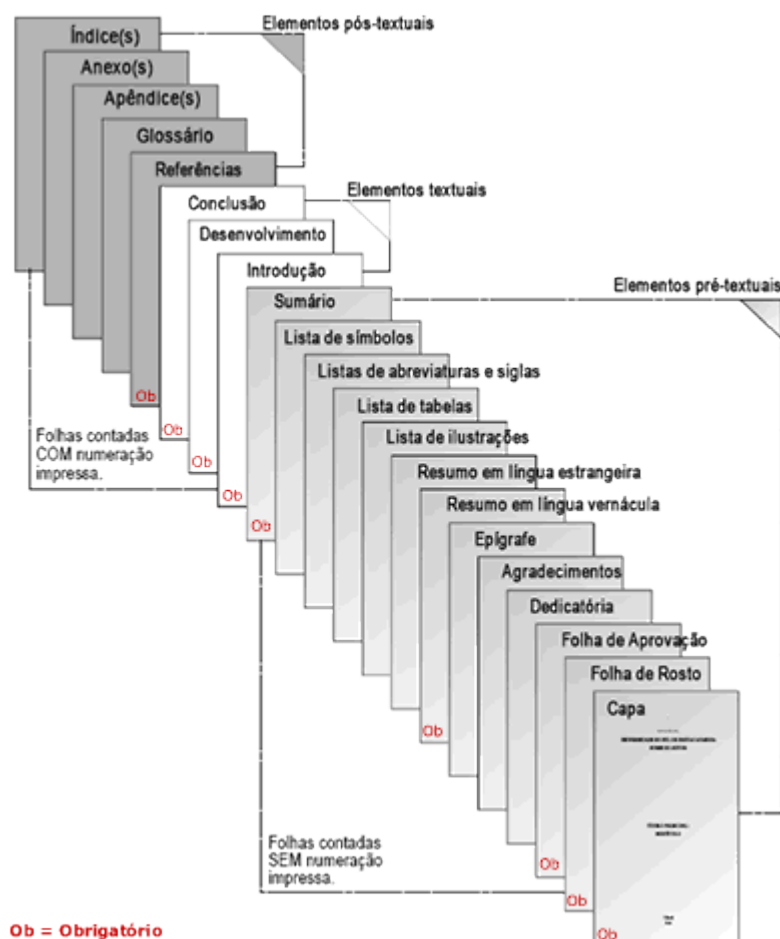 Elementos pós-textuais
Índice(s)
Anexo(s)
Apêndice(s)
Glossário
Referências
Ob
Elementos textuais
Conclusão
Ob
Desenvolvimento
Ob
Introdução
Ob
Folhas contadas
COM numeração
impressa.
Elementos pré-textuais
Sumário
Ob
Lista de símbolos
Listas de abreviaturas e siglas
Lista de tabelas
Lista de ilustrações
Resumo em língua estrangeira
Resumo em língua vernácula
Ob
Epígrafe
Agradecimentos
Dedicatória
Folha de Aprovação
Ob
Folha de Rosto
Ob
Capa
Ob
Folhas contadas
SEM numeração
impressa.
Ob = Obrigatório